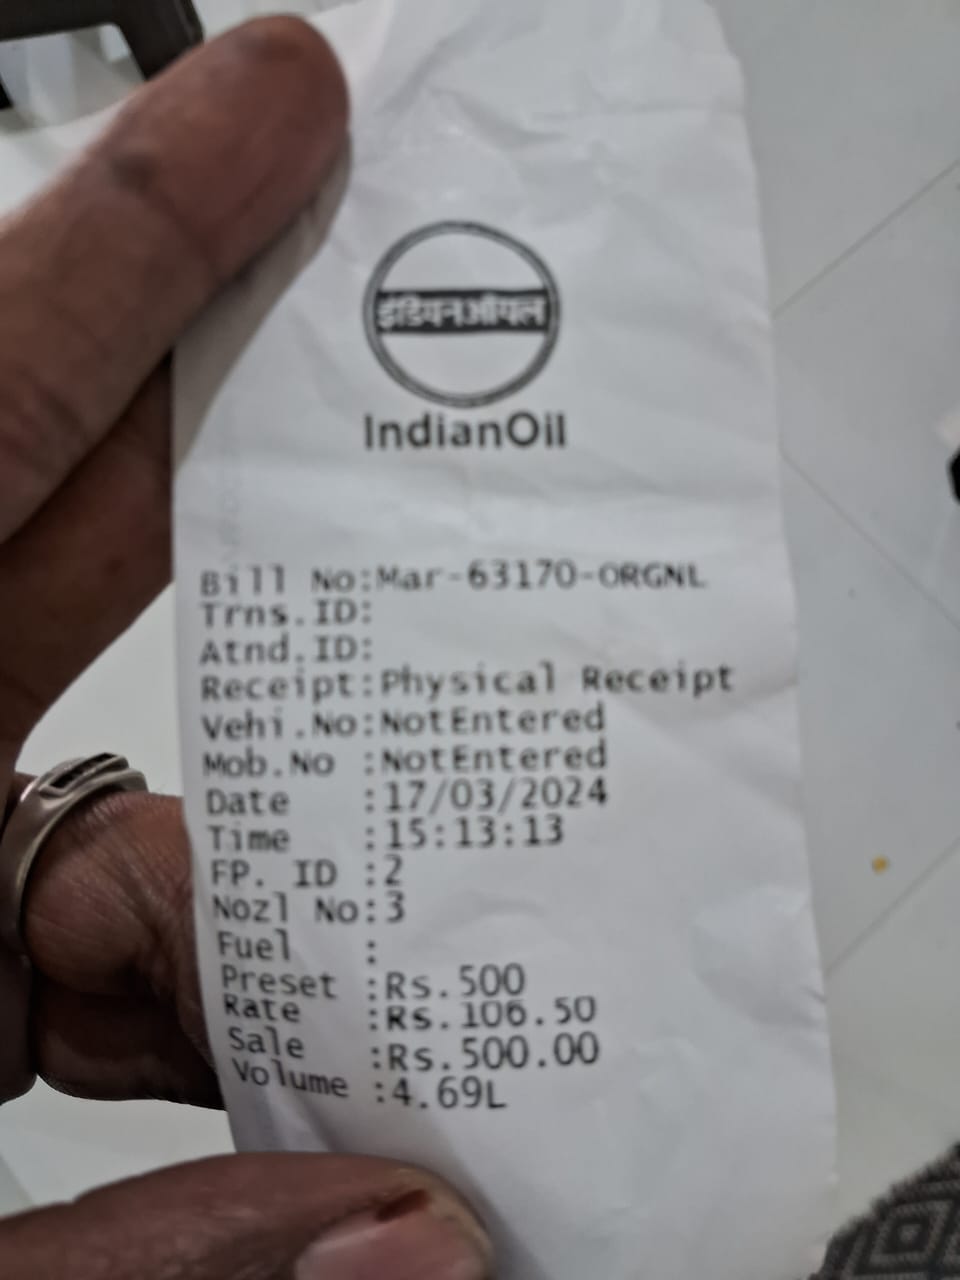 इंडियनऑयल
IndianOil
Bill No:Mar-63170-ORGNL
Trns.ID:
Atnd.ID:
Receipt:Physical Receipt
Vehi.No:NotEntered
Mob.No :NotEntered
Date :17/03/2024
Time :15:13:13
FP. ID :2
Nozl No:3
Fuel :
Preset :Rs.500
Rate :Rs.106.50
Sale :Rs.500.00
Volume :4.69L